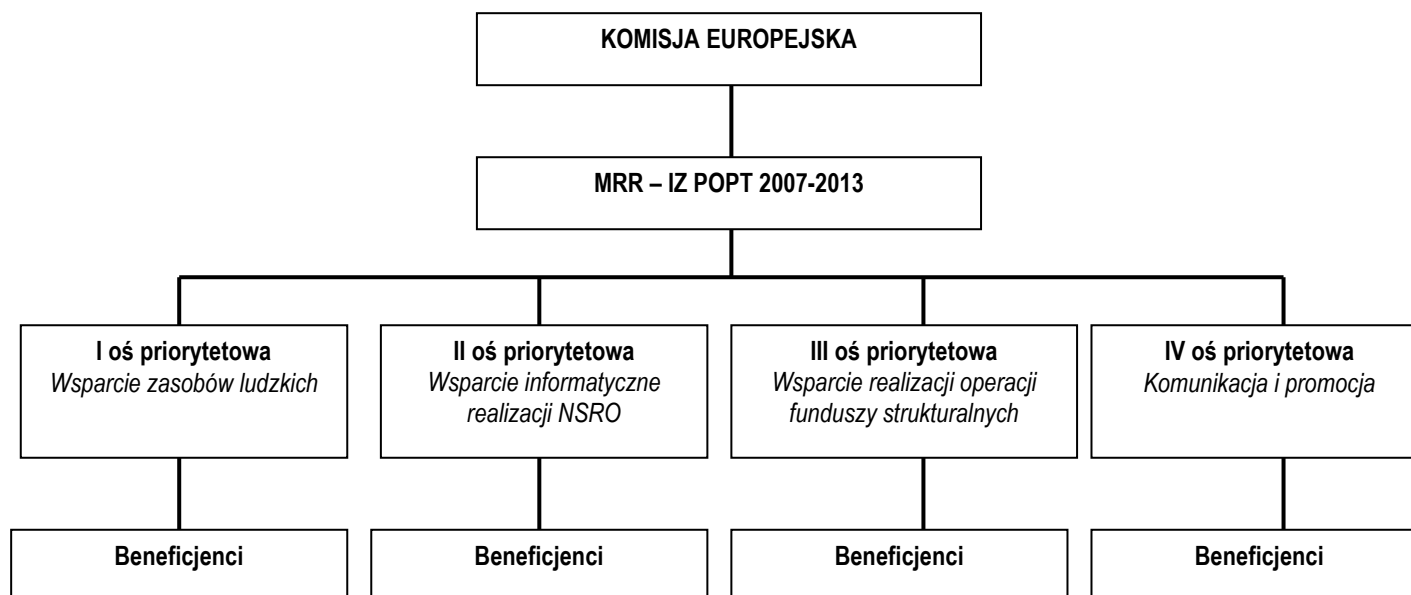 KOMISJA EUROPEJSKA
MRR – IZ POPT 2007-2013
I oś priorytetowa
Wsparcie zasobów ludzkich
II oś priorytetowa
Wsparcie informatyczne
realizacji NSRO
III oś priorytetowa
Wsparcie realizacji operacji
funduszy strukturalnych
IV oś priorytetowa
Komunikacja i promocja
Beneficjenci
Beneficjenci
Beneficjenci
Beneficjenci